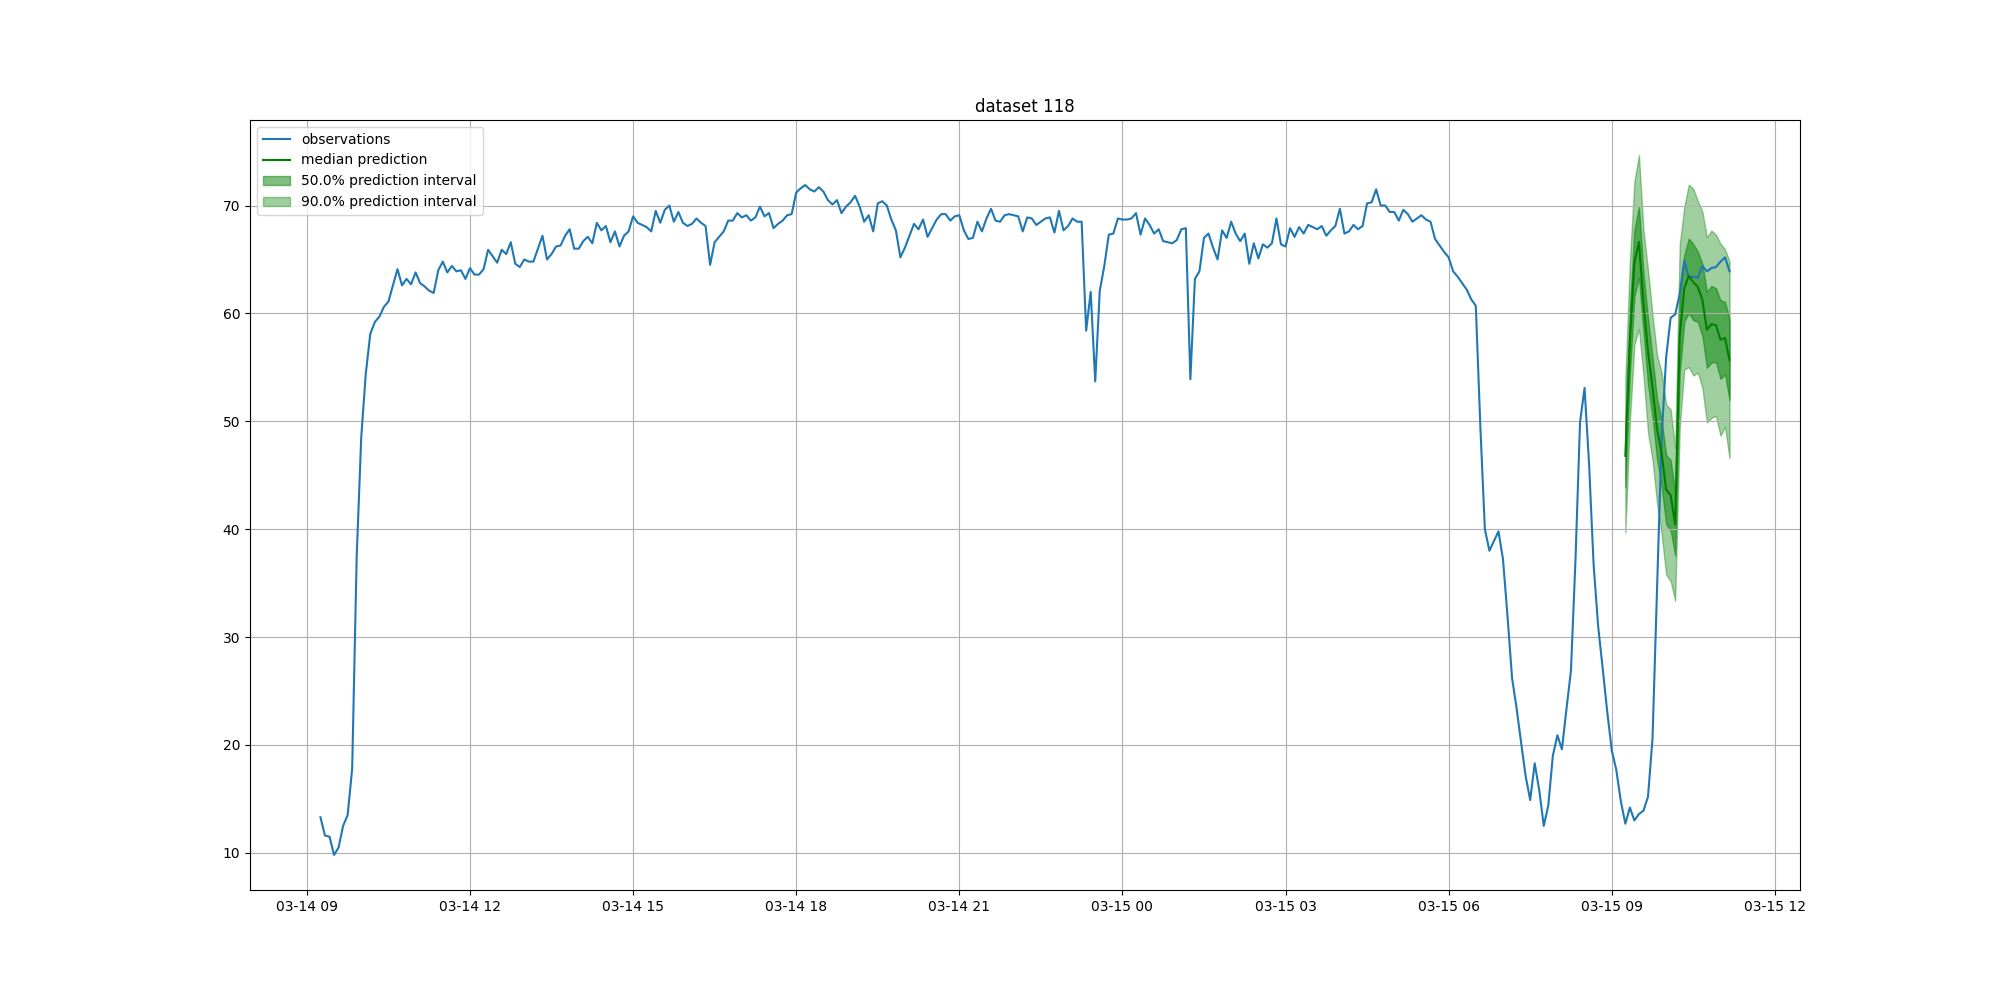 dataset 118
observations
median prediction
50.0% prediction interval
90.0% prediction interval
70
60
50
40
30
20
10
03-14 09 03-14 12 03-14 15 03-14 18 03-14 21 03-15 00 03-15 03 03-15 06 03-15 09 03-15 12